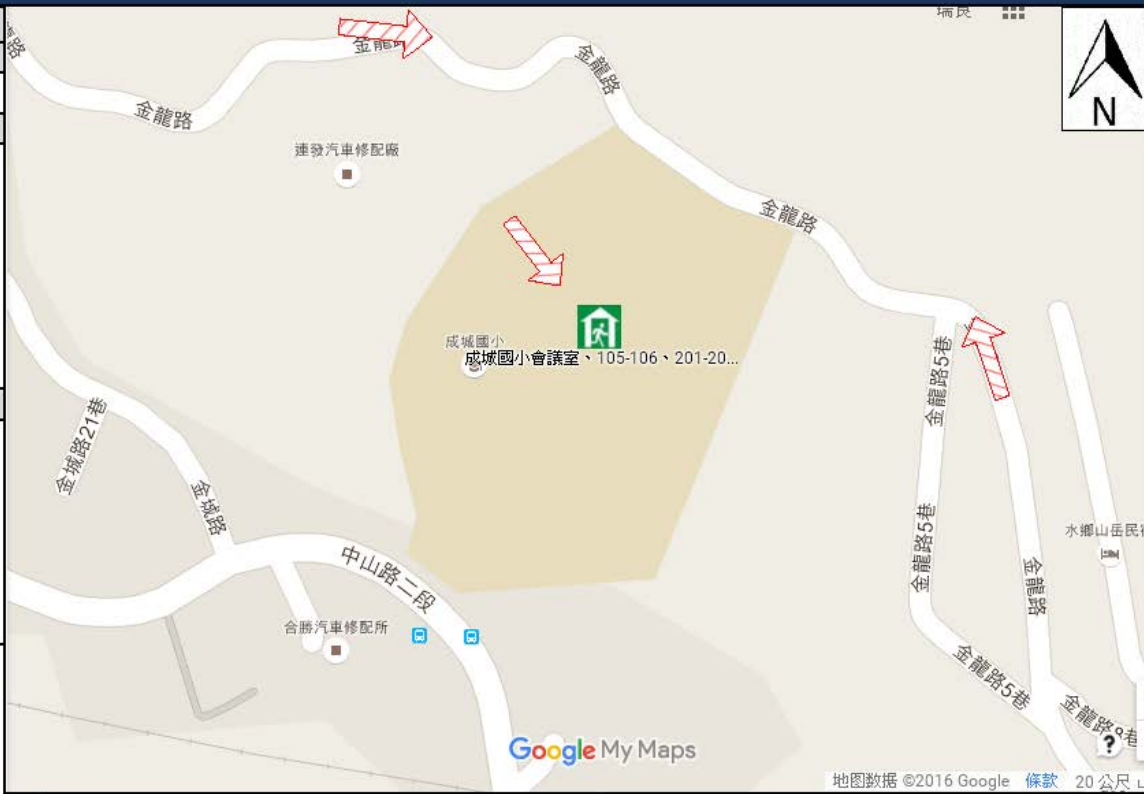 瑞良
N
金龍路
金龍路
金龍路
連發汽車修配廠
金龍路
成城國小
成城國小會議室、105-106、201-20...
金龍路5巷
金城路21巷
金城路
金龍路5巷
水鄉山岳民宿
中山路二段
金龍路
合勝汽車修配所
金龍路5巷
金龍路8巷
?
Google My Maps
地图数据 ©2016 Google 條款 20 公尺